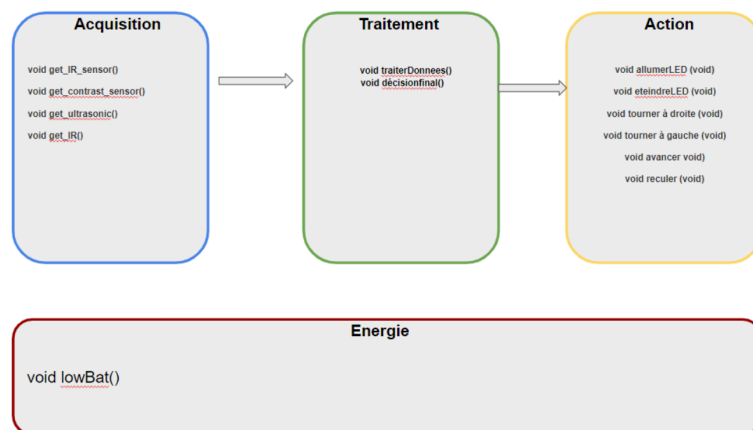 Acquisition
void get_IR_sensor()
void get_contrast_sensor()
void get_ultrasonic()
void get_IR()
Traitement
void traiterDonnees()
void décisionfinal()
Action
void allumerLED (void)
void eteindreLED (void)
void tourner à droite (void)
void tourner à gauche (void)
void avancer void)
void reculer (void)
Energie
void lowBat()